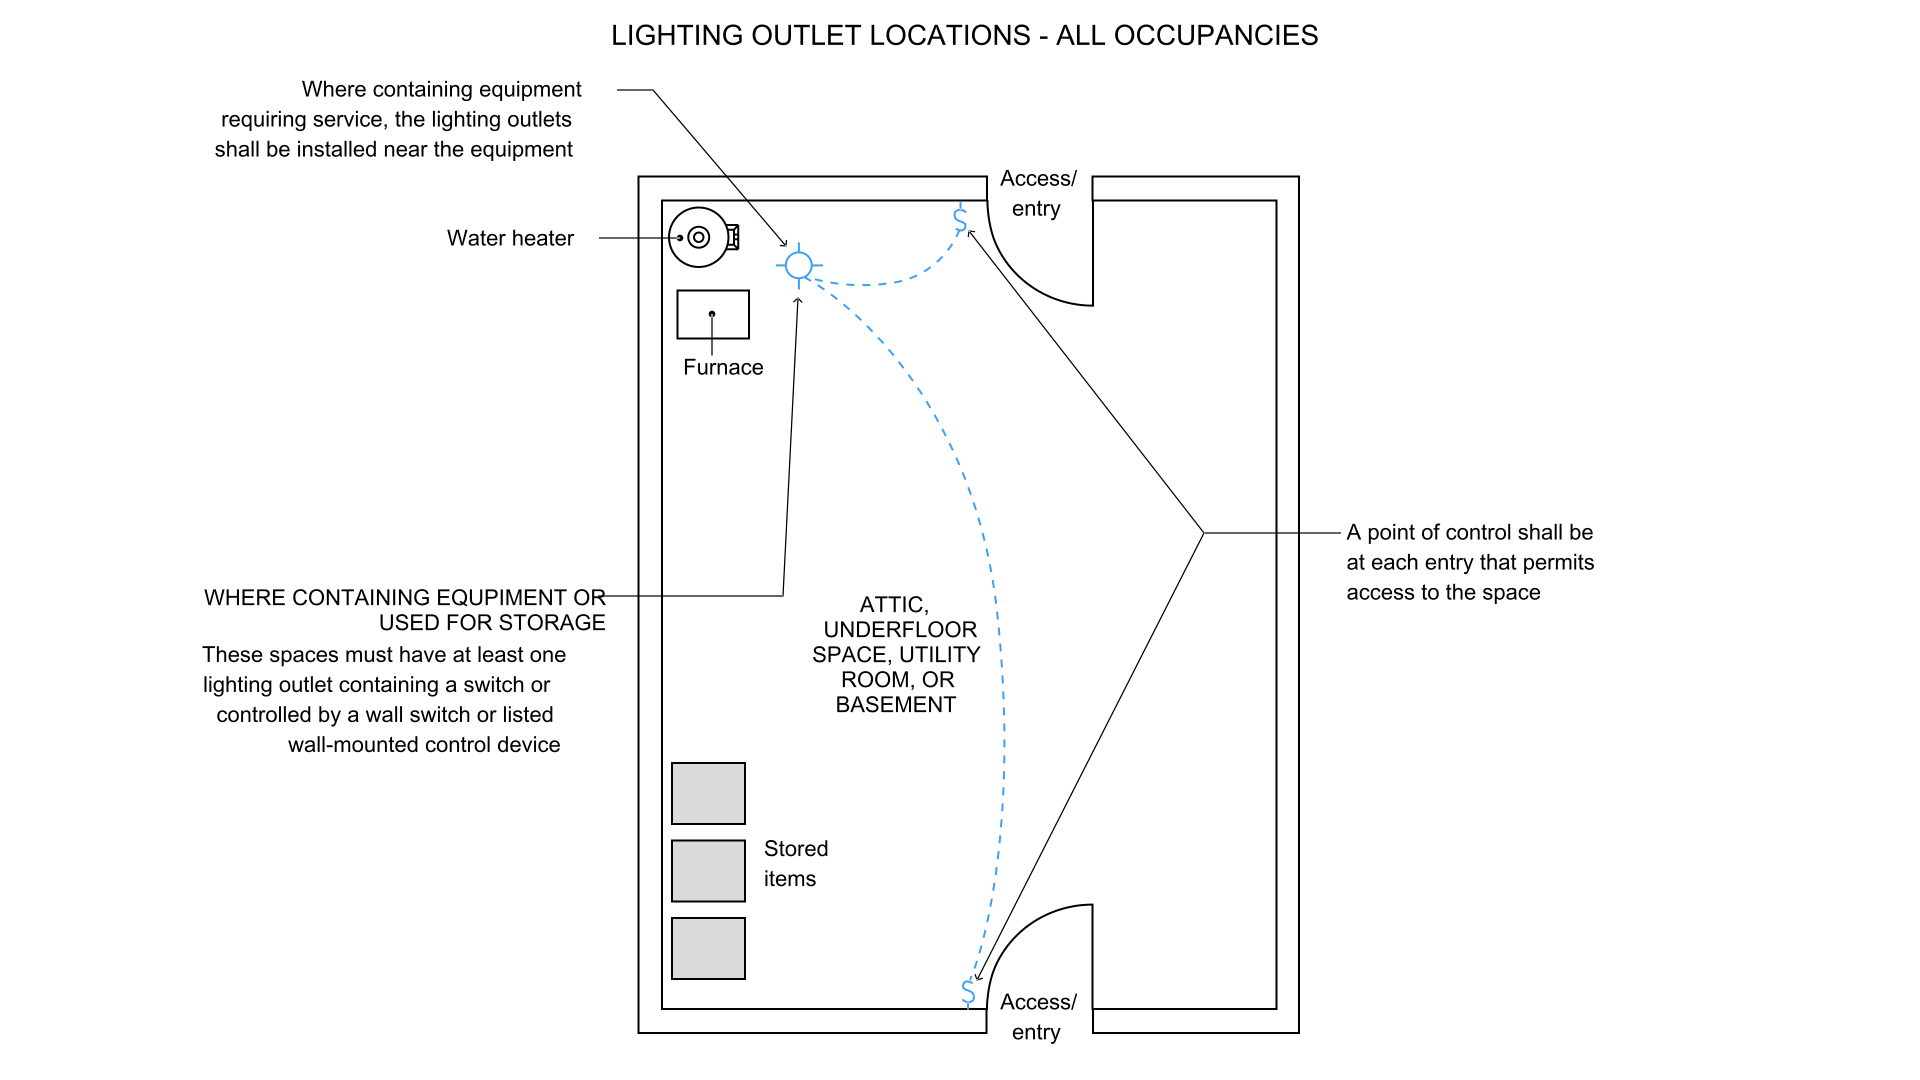 LIGHTING OUTLET LOCATIONS - ALL OCCUPANCIES
Where containing equipment
requiring service, the lighting outlets
shall be installed near the equipment
Access/
entry
S
Water heater
Furnace
A point of control shall be
at each entry that permits
access to the space
WHERE CONTAINING EQUPIMENT OR
USED FOR STORAGE
These spaces must have at least one
lighting outlet containing a switch or
controlled by a wall switch or listed
wall-mounted control device
ATTIC,
UNDERFLOOR
SPACE, UTILITY
ROOM, OR
BASEMENT
Stored
items
S
Access/
entry